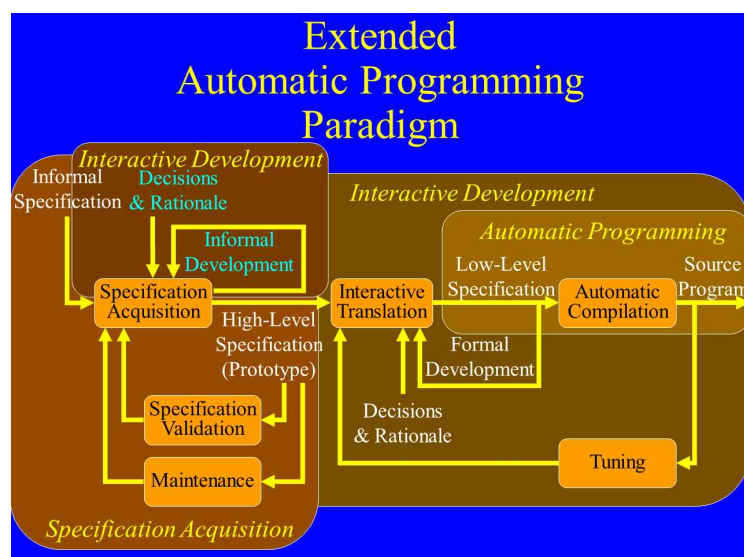 Extended
Automatic Programming
Paradigm
Interactive Development
Informal
Specification
Decisions
& Rationale
Informal
Development
Interactive Development
Automatic Programming
Low-Level
Specification
Source
Program
Specification
Acquisition
Interactive
Translation
Automatic
Compilation
High-Level
Specification
(Prototype)
Formal
Development
Specification
Validation
Decisions
& Rationale
Maintenance
Tuning
Specification Acquisition